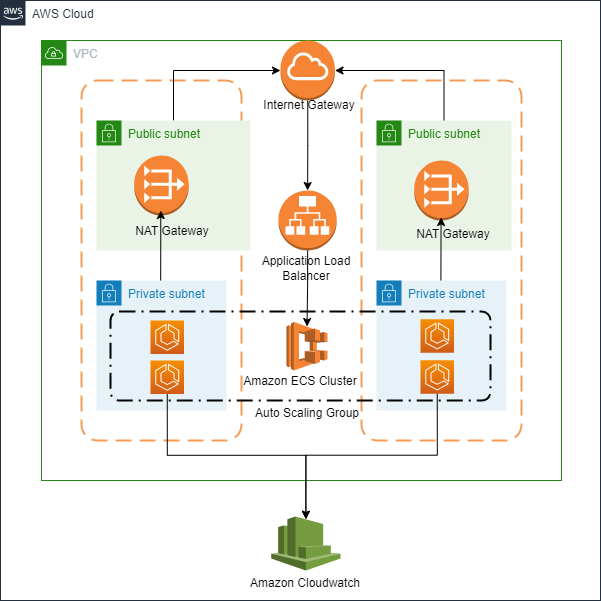 aws
AWS Cloud
VPC
Internet Gateway
Public subnet
Public subnet
NAT Gateway
NAT Gateway
Application Load
Balancer
Private subnet
Private subnet
Amazon ECS Cluster
Auto Scaling Group
Amazon Cloudwatch